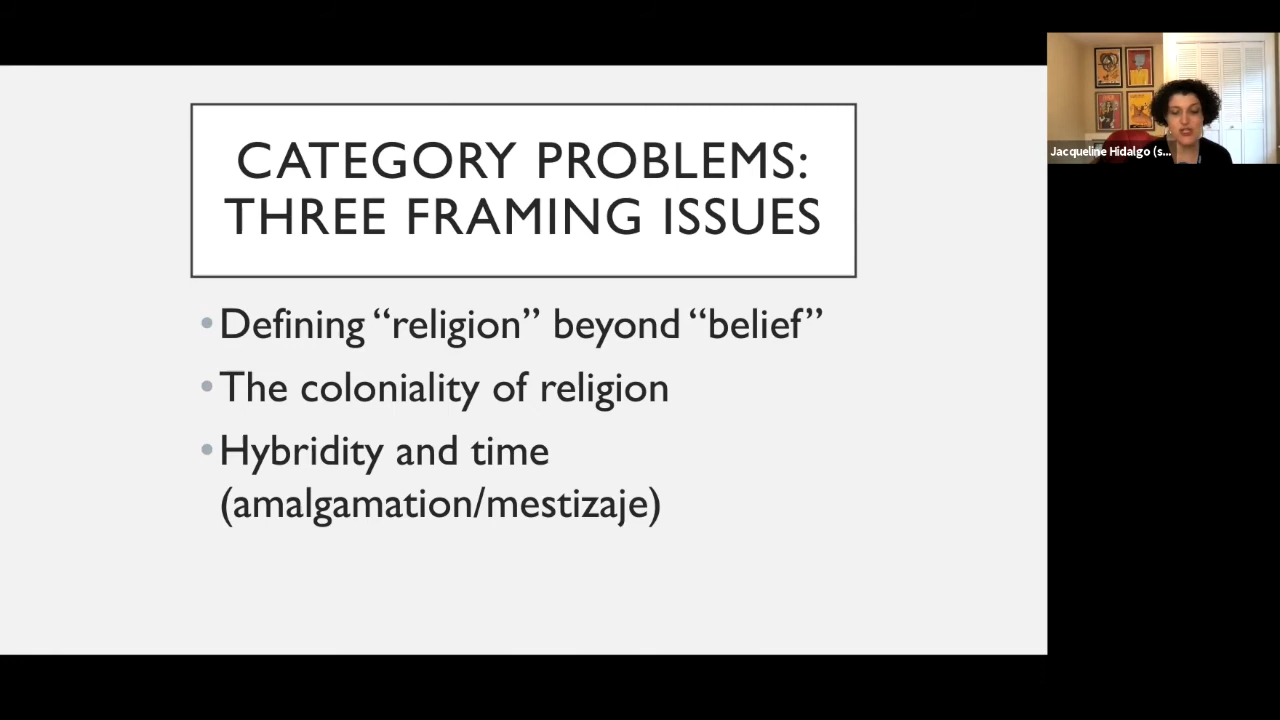 CATEGORY PROBLEMS:
THREE FRAMING ISSUES
• Defining “religion” beyond “belief”
• The coloniality of religion
• Hybridity and time
(amalgamation/mestizaje)
Jacqueline Hidalgo (s...